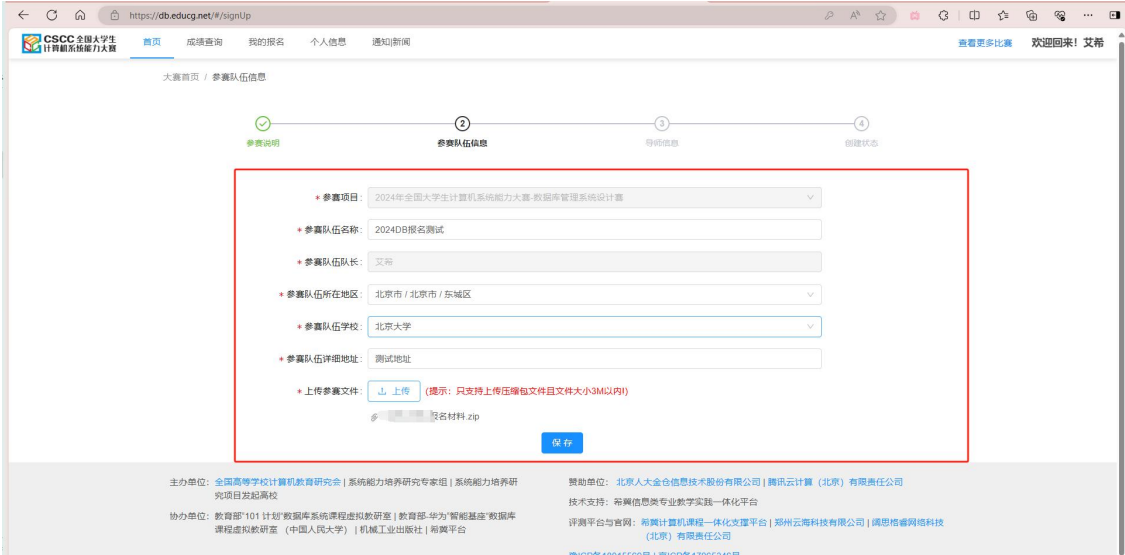 https://db.educg.net/#/signUp
CSCC 全国大学生
计算机系统能力大赛
首页 成绩查询 我的报名 个人信息 通知|新闻 查看更多比赛 欢迎回来！艾希
大赛首页 / 参赛队伍信息
2 3 4
参赛说明 参赛队伍信息 导师信息 创建状态
* 参赛项目: 2024年全国大学生计算机系统能力大赛-数据库管理系统设计赛
* 参赛队伍名称: 2024DB报名测试
* 参赛队伍队长: 艾希
* 参赛队伍所在地区: 北京市 / 北京市 / 东城区
* 参赛队伍学校: 北京大学
* 参赛队伍详细地址: 测试地址
* 上传参赛文件: 上传 (提示：只支持上传压缩包文件且文件大小3M以内!)
报名材料.zip
保 存
主办单位：全国高等学校计算机教育研究会 | 系统能力培养研究专家组 | 系统能力培养研
究项目发起高校
协办单位：教育部"101 计划"数据库系统课程虚拟教研室 | 教育部-华为"智能基座"数据库
课程虚拟教研室 （中国人民大学） | 机械工业出版社 | 希冀平台
赞助单位：北京人大金仓信息技术股份有限公司 | 腾讯云计算（北京）有限责任公司
技术支持：希冀信息类专业教学实践一体化平台
评测平台与官网：希冀计算机课程一体化支撑平台 | 郑州云海科技有限公司 | 阔思格睿网络科技
（北京）有限责任公司